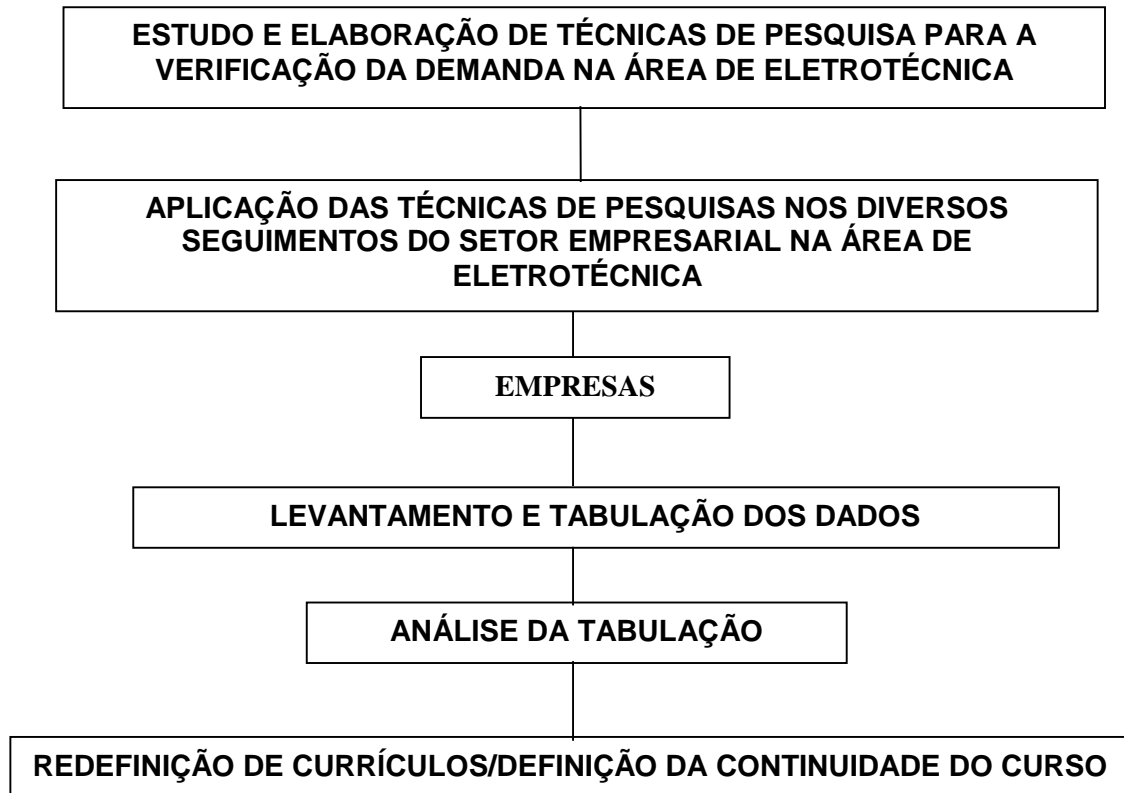 ESTUDO E ELABORAÇÃO DE TÉCNICAS DE PESQUISA PARA A
VERIFICAÇÃO DA DEMANDA NA ÁREA DE ELETROTÉCNICA
APLICAÇÃO DAS TÉCNICAS DE PESQUISAS NOS DIVERSOS
SEGUIMENTOS DO SETOR EMPRESARIAL NA ÁREA DE
ELETROTÉCNICA
EMPRESAS
LEVANTAMENTO E TABULAÇÃO DOS DADOS
ANÁLISE DA TABULAÇÃO
REDEFINIÇÃO DE CURRÍCULOS/DEFINIÇÃO DA CONTINUIDADE DO CURSO